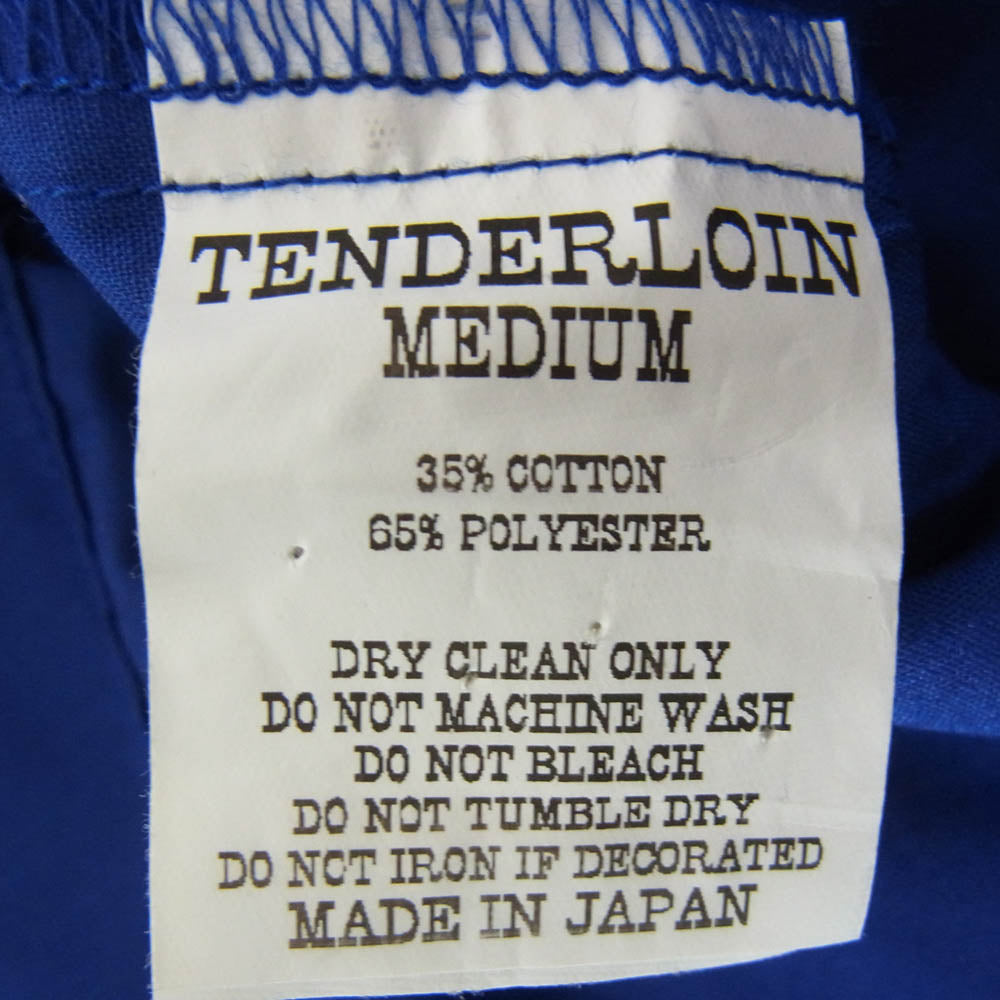 TENDERLOIN
MEDIUM
35% COTTON
65% POLYESTER
DRY CLEAN ONLY
DO NOT MACHINE WASH
DO NOT BLEACH
DO NOT TUMBLE DRY
DO NOT IRON IF DECORATED
MADE IN JAPAN